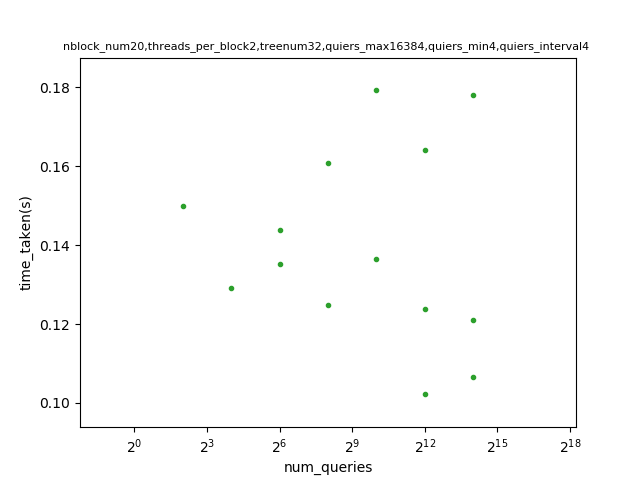 nblock_num20,threads_per_block2,treenum32,quiers_max16384,quiers_min4,quiers_interval4
0.18
0.16
0.14
0.12
0.10
time_taken(s)
2^0 2^3 2^6 2^9 2^12 2^15 2^18
num_queries